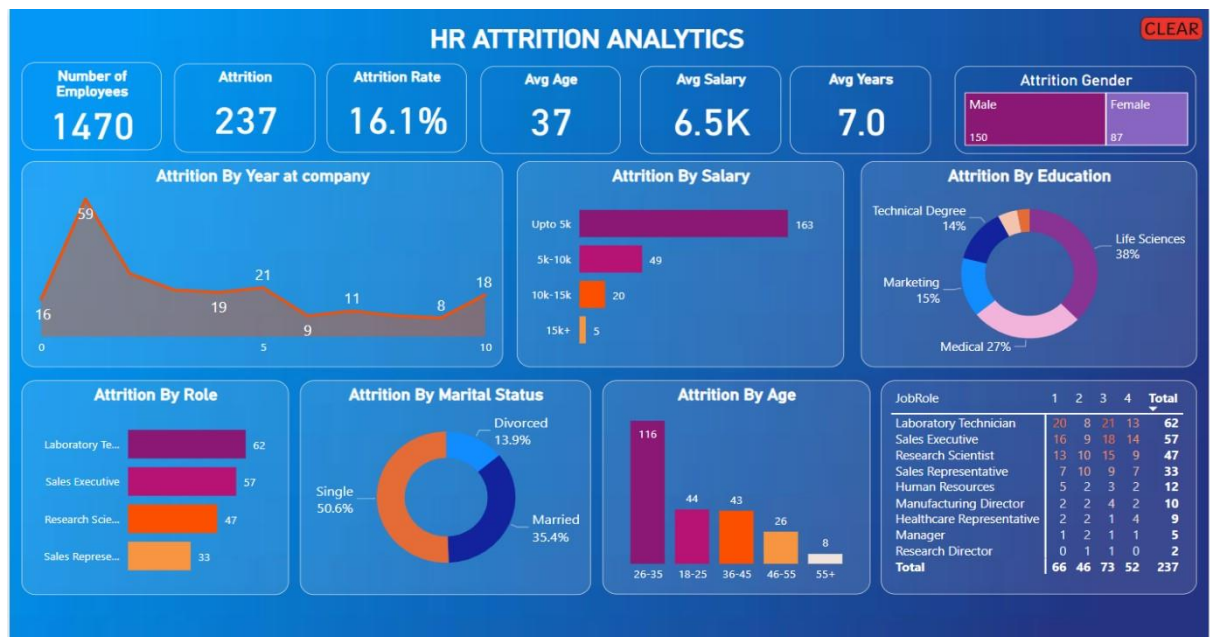 HR ATTRITION ANALYTICS
CLEAR
Number of
Employees
1470
Attrition
237
Attrition Rate
16.1%
Avg Age
37
Avg Salary
6.5K
Avg Years
7.0
Attrition Gender
Male
150
Female
87
Attrition By Year at company
16
59
19
21
9
11
8
18
0
5
10
Attrition By Salary
Upto 5k 163
5k-10k 49
10k-15k 20
15k+ 5
Attrition By Education
Technical Degree
14%
Life Sciences
38%
Marketing
15%
Medical 27%
Attrition By Role
Laboratory Te... 62
Sales Executive 57
Research Scie... 47
Sales Represe... 33
Attrition By Marital Status
Divorced
13.9%
Single
50.6%
Married
35.4%
Attrition By Age
116
44
43
26
8
26-35 18-25 36-45 46-55 55+
JobRole 1 2 3 4 Total
Laboratory Technician 20 8 21 13 62
Sales Executive 16 9 18 14 57
Research Scientist 13 10 15 9 47
Sales Representative 7 10 9 7 33
Human Resources 5 2 3 2 12
Manufacturing Director 2 2 4 2 10
Healthcare Representative 2 2 1 4 9
Manager 1 2 1 1 5
Research Director 0 1 1 0 2
Total 66 46 73 52 237